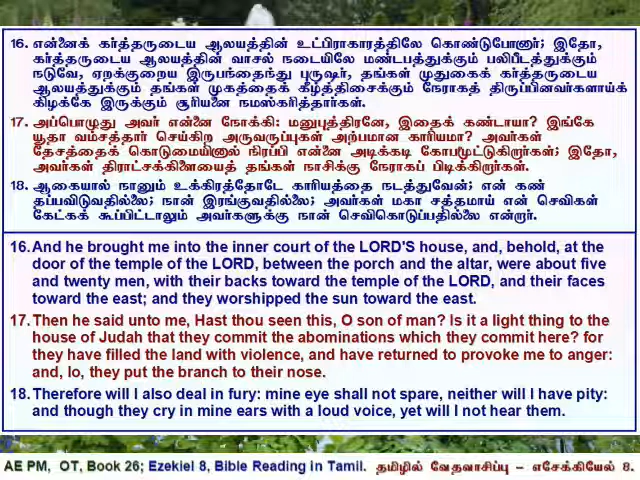 16. என்னைக் கர்த்தருடைய ஆலயத்தின் உட்பிராகாரத்திலே கொண்டுபோனார்; இதோ,
கர்த்தருடைய ஆலயத்தின் வாசல் நடையிலே மண்டபத்துக்கும் பலிபீடத்துக்கும்
நடுவே, ஏறக்குறைய இருபத்தைந்து புருஷர், தங்கள் முதுகைக் கர்த்தருடைய
ஆலயத்துக்கும் தங்கள் முகத்தைக் கீழ்த்திசைக்கும் நேராகத் திருப்பினவர்களாய்க்
கிழக்கே இருக்கும் சூரியனை நமஸ்கரித்தார்கள்.
17. அப்பொழுது அவர் என்னை நோக்கி: மனுபுத்திரனே, இதைக் கண்டாயா? இங்கே
யூதா வம்சத்தார் செய்கிற அருவருப்புகள் அற்பமான காரியமா? அவர்கள்
தேசத்தைக் கொடுமையினால் நிரப்பி என்னை அடிக்கடி கோபமூட்டுகிறார்கள்; இதோ,
அவர்கள் திராட்சக்கிளையைத் தங்கள் நாசிக்கு நேராகப் பிடிக்கிறார்கள்.
18. ஆகையால் நானும் உக்கிரத்தோடே காரியத்தை நடத்துவேன்; என் கண்
தப்பவிடுவதில்லை; நான் இரங்குவதில்லை; அவர்கள் மகா சத்தமாய் என் செவிகள்
கேட்கக் கூப்பிட்டாலும் அவர்களுக்கு நான் செவிகொடுப்பதில்லை என்றார்.
16. And he brought me into the inner court of the LORD'S house, and, behold, at the
door of the temple of the LORD, between the porch and the altar, were about five
and twenty men, with their backs toward the temple of the LORD, and their faces
toward the east; and they worshipped the sun toward the east.
17. Then he said unto me, Hast thou seen this, O son of man? Is it a light thing to the
house of Judah that they commit the abominations which they commit here? for
they have filled the land with violence, and have returned to provoke me to anger:
and, lo, they put the branch to their nose.
18. Therefore will I also deal in fury: mine eye shall not spare, neither will I have pity:
and though they cry in mine ears with a loud voice, yet will I not hear them.
AE PM, OT, Book 26; Ezekiel 8, Bible Reading in Tamil. தமிழில் வேதவாசிப்பு – எசேக்கியேல் 8.